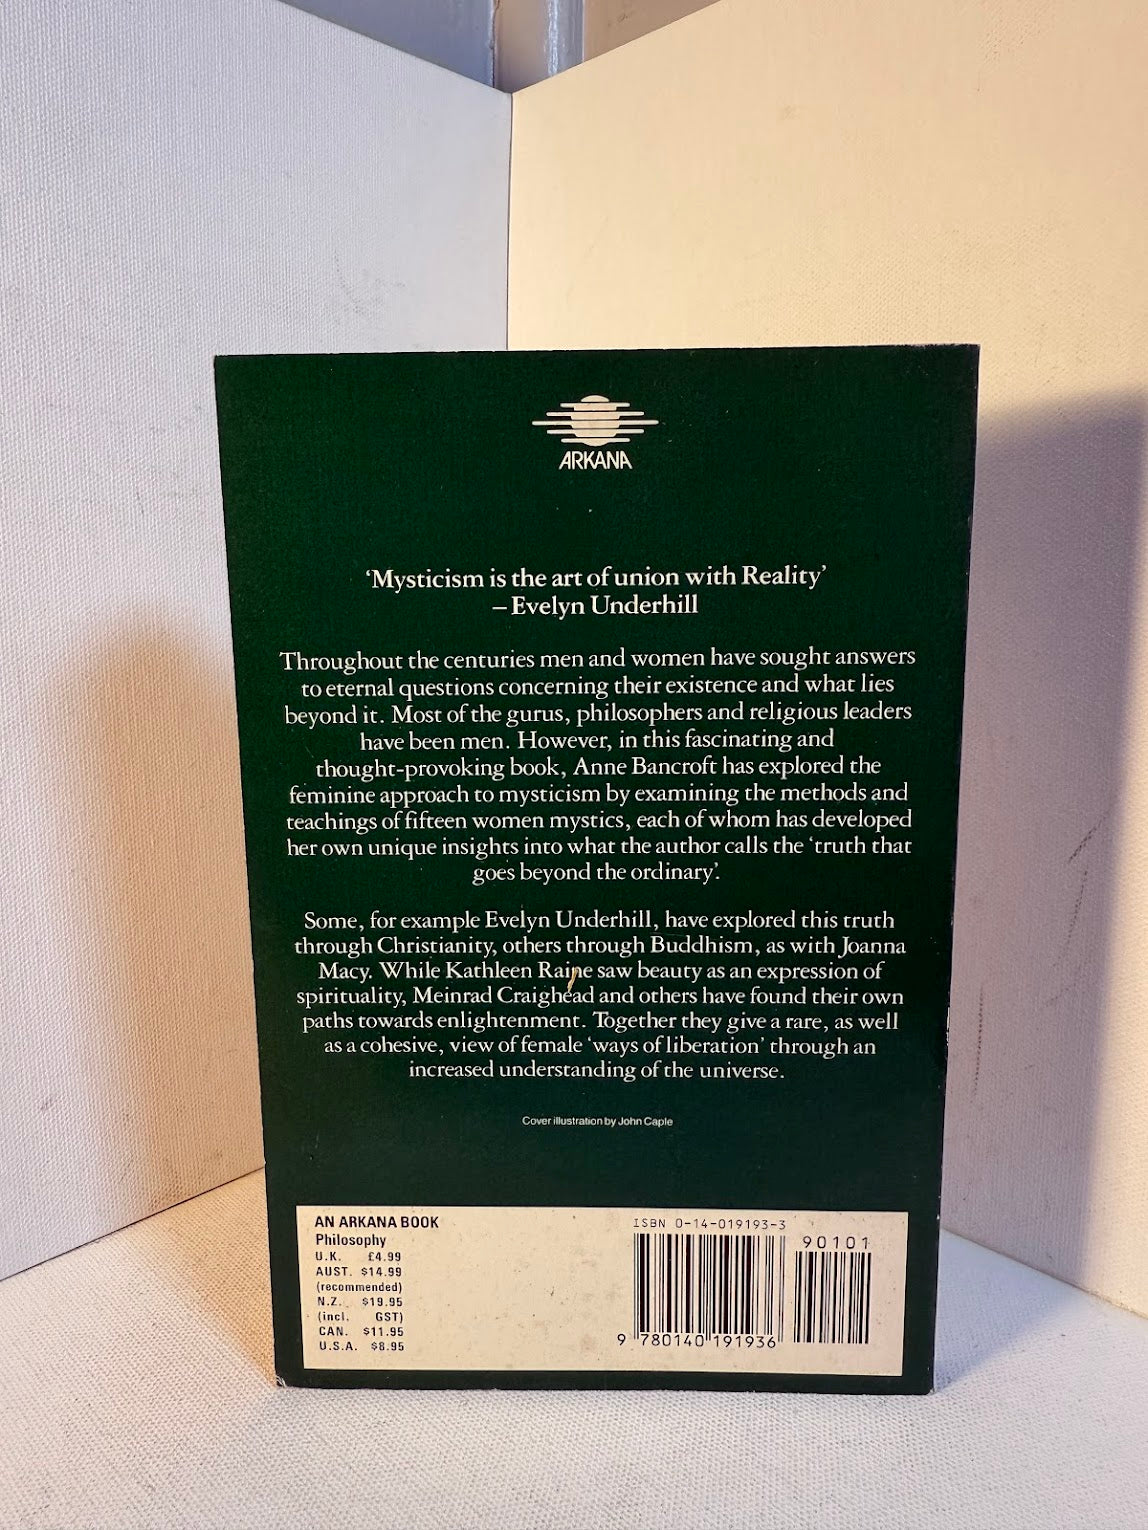 ARKANA
‘Mysticism is the art of union with Reality’
– Evelyn Underhill
Throughout the centuries men and women have sought answers
to eternal questions concerning their existence and what lies
beyond it. Most of the gurus, philosophers and religious leaders
have been men. However, in this fascinating and
thought-provoking book, Anne Bancroft has explored the
feminine approach to mysticism by examining the methods and
teachings of fifteen women mystics, each of whom has developed
her own unique insights into what the author calls the ‘truth that
goes beyond the ordinary’.
Some, for example Evelyn Underhill, have explored this truth
through Christianity, others through Buddhism, as with Joanna
Macy. While Kathleen Raine saw beauty as an expression of
spirituality, Meinrad Craighead and others have found their own
paths towards enlightenment. Together they give a rare, as well
as a cohesive, view of female ‘ways of liberation’ through an
increased understanding of the universe.
Cover illustration by John Caple
AN ARKANA BOOK
Philosophy
U.K. £4.99
AUST. $14.99
(recommended)
N.Z. $19.95
(incl. GST)
CAN. $11.95
U.S.A. $8.95
ISBN 0-14-019193-3
90101
9 780140 191936